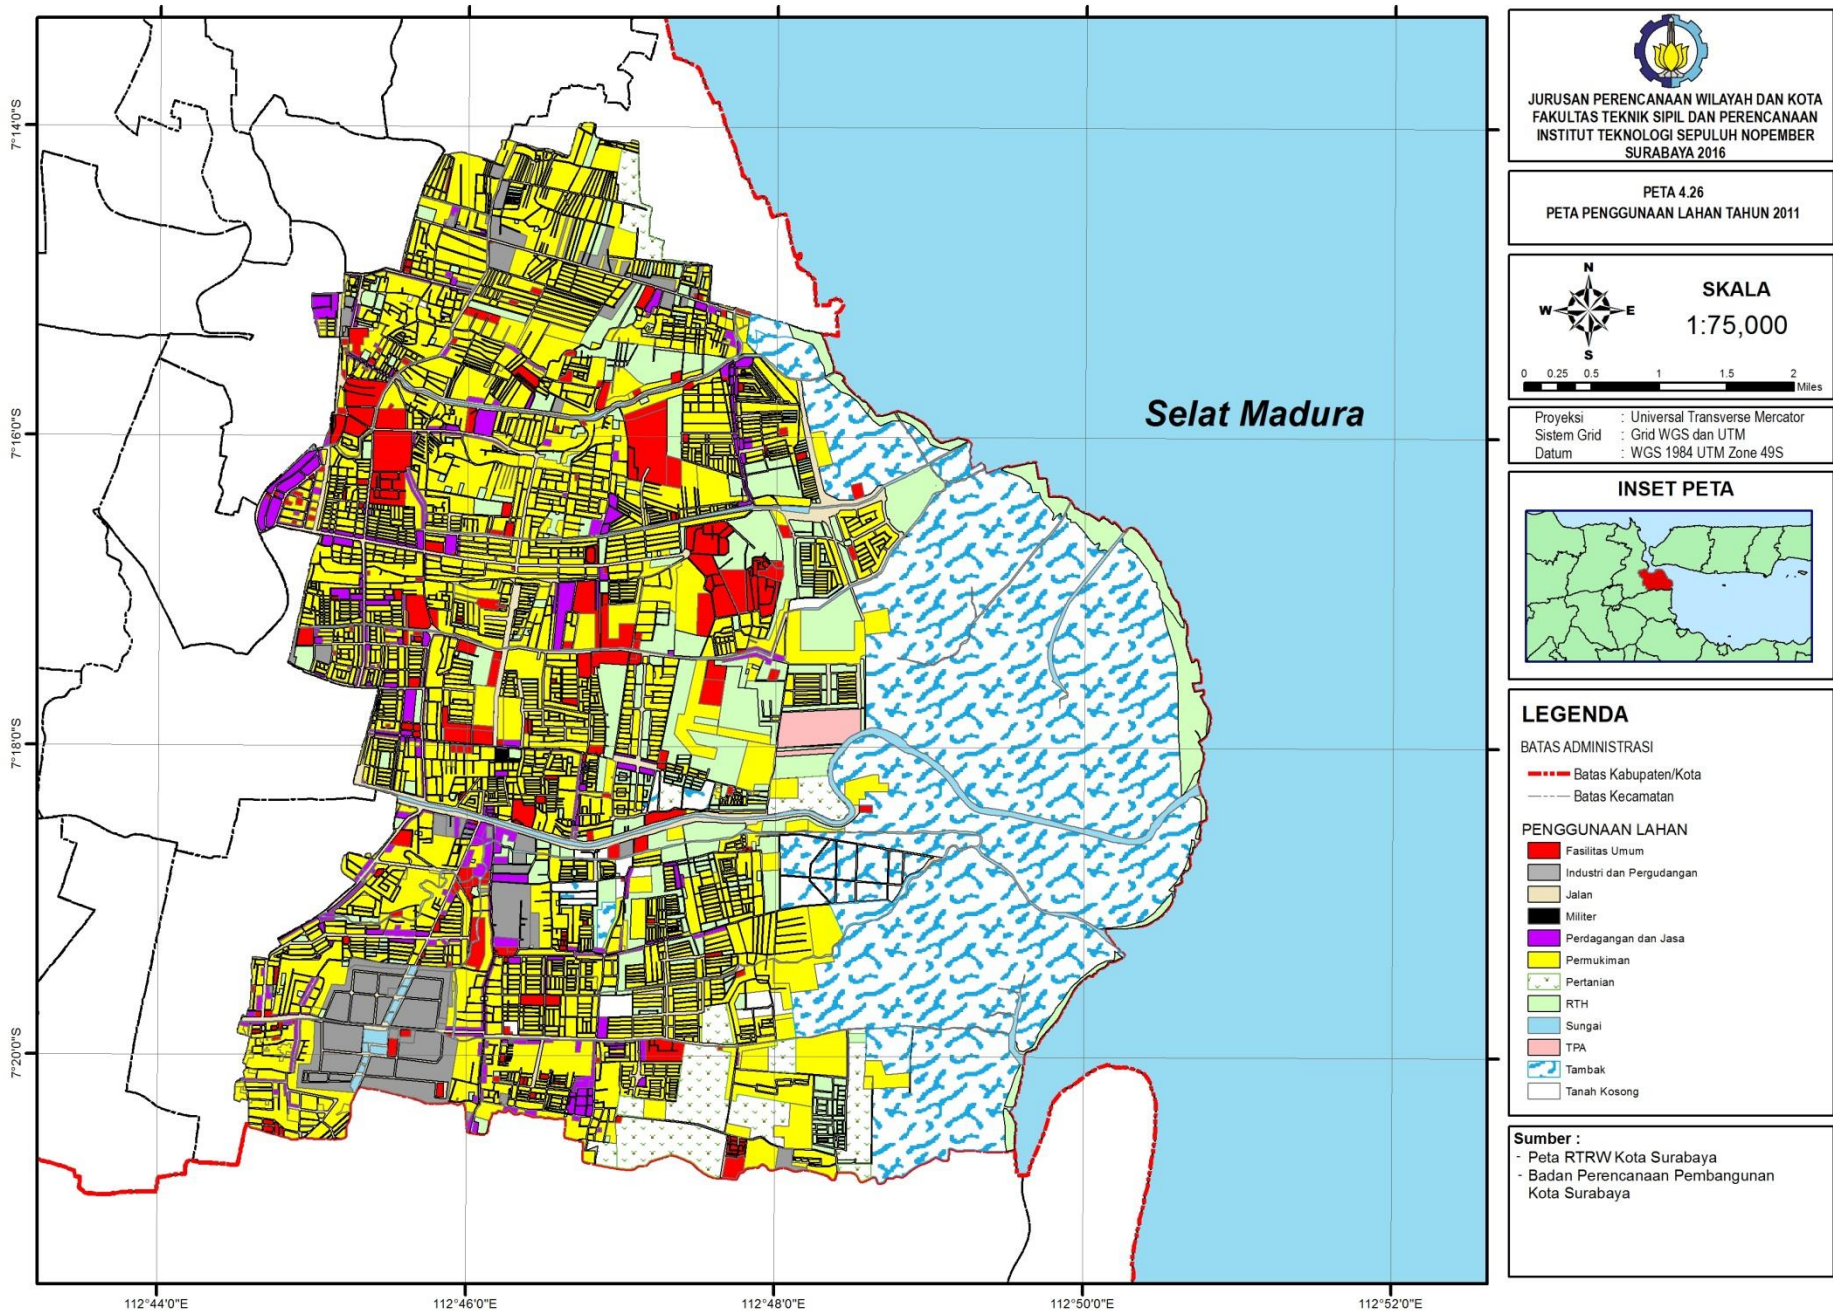 JURUSAN PERENCANAAN WILAYAH DAN KOTA
FAKULTAS TEKNIK SIPIL DAN PERENCANAAN
INSTITUT TEKNOLOGI SEPULUH NOPEMBER
SURABAYA 2016
PETA 4.26
PETA PENGGUNAAN LAHAN TAHUN 2011
N
W E
S
SKALA
1:75,000
0 0.25 0.5 1 1.5 2
Miles
Proyeksi : Universal Transverse Mercator
Sistem Grid : Grid WGS dan UTM
Datum : WGS 1984 UTM Zone 49S
INSET PETA
LEGENDA
BATAS ADMINISTRASI
Batas Kabupaten/Kota
Batas Kecamatan
PENGGUNAAN LAHAN
Fasilitas Umum
Industri dan Pergudangan
Jalan
Militer
Perdagangan dan Jasa
Permukiman
Pertanian
RTH
Sungai
TPA
Tambak
Tanah Kosong
Sumber :
- Peta RTRW Kota Surabaya
- Badan Perencanaan Pembangunan
Kota Surabaya
Selat Madura
7°14'0"S
7°16'0"S
7°18'0"S
7°20'0"S
112°44'0"E
112°46'0"E
112°48'0"E
112°50'0"E
112°52'0"E